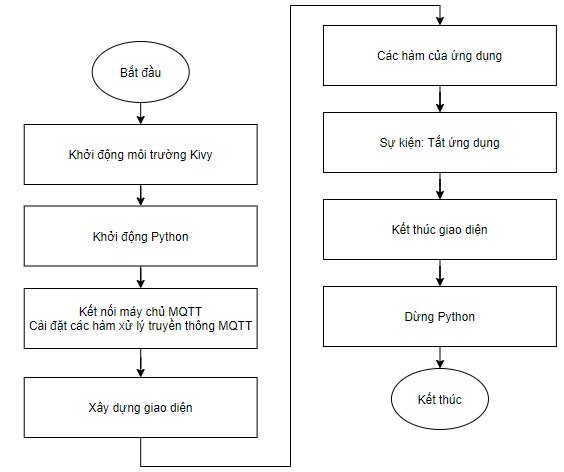 Bắt đầu
Khởi động môi trường Kivy
Khởi động Python
Kết nối máy chủ MQTT
Cải đặt các hàm xử lý truyền thông MQTT
Xây dựng giao diện
Các hàm của ứng dụng
Sự kiện: Tắt ứng dụng
Kết thúc giao diện
Dừng Python
Kết thúc